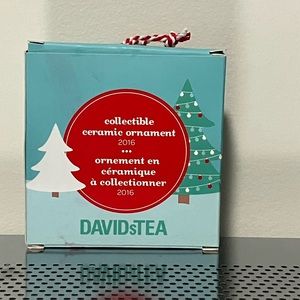 collectible
ceramic ornament
2016
•••
ornement en
céramique
à collectionner
2016
DAVIDsTEA